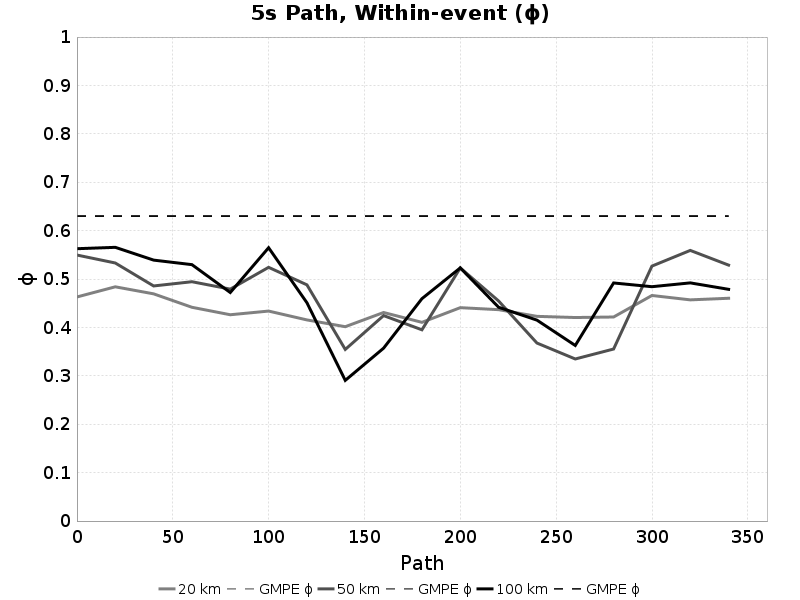 5s Path, Within-event (ϕ)
1
0.9
0.8
0.7
0.6
0.5
0.4
0.3
0.2
0.1
0
ϕ
0 50 100 150 200 250 300 350
Path
20 km GMPE ϕ 50 km GMPE ϕ 100 km GMPE ϕ